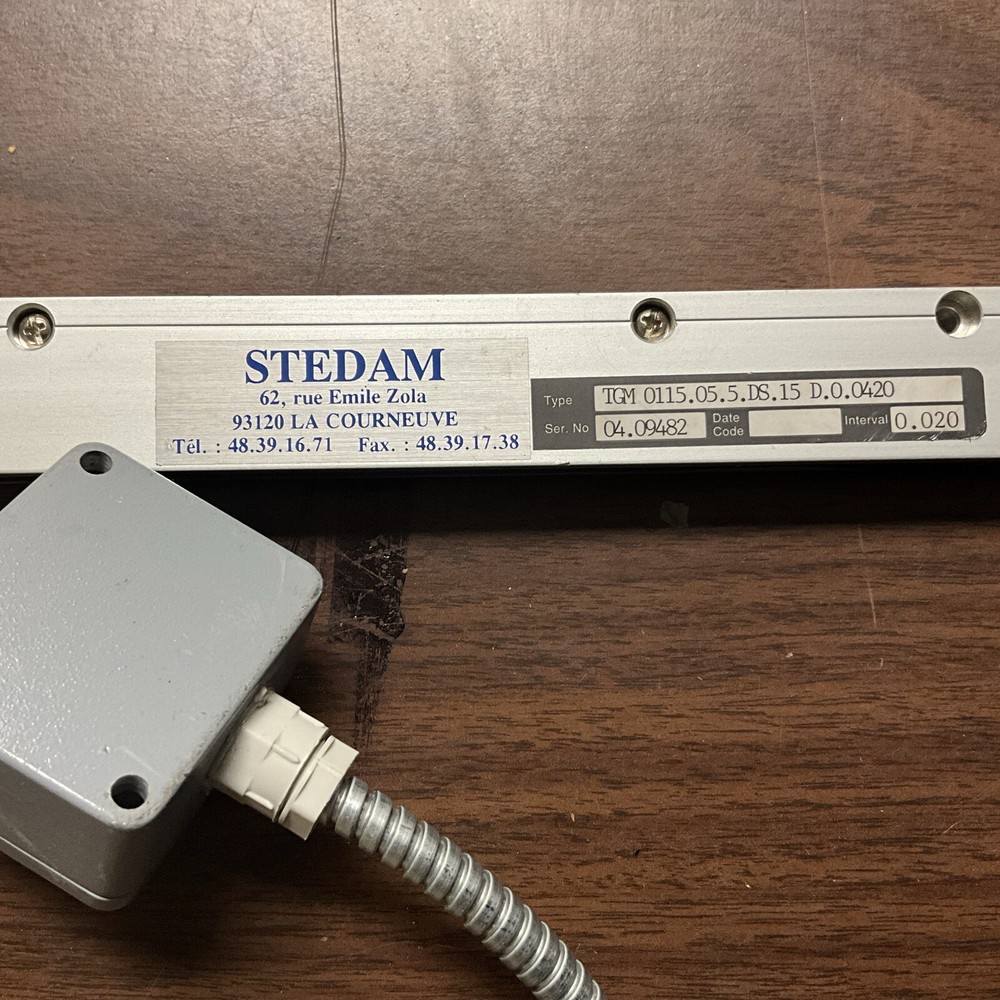 STEDAM
62, rue Emile Zola
93120 LA COURNEUVE
Tél. : 48.39.16.71 Fax. : 48.39.17.38
Type TGM 0115.05.5.DS.15 D.0.0420
Ser. No 04.09482 Date Code Interval 0.020